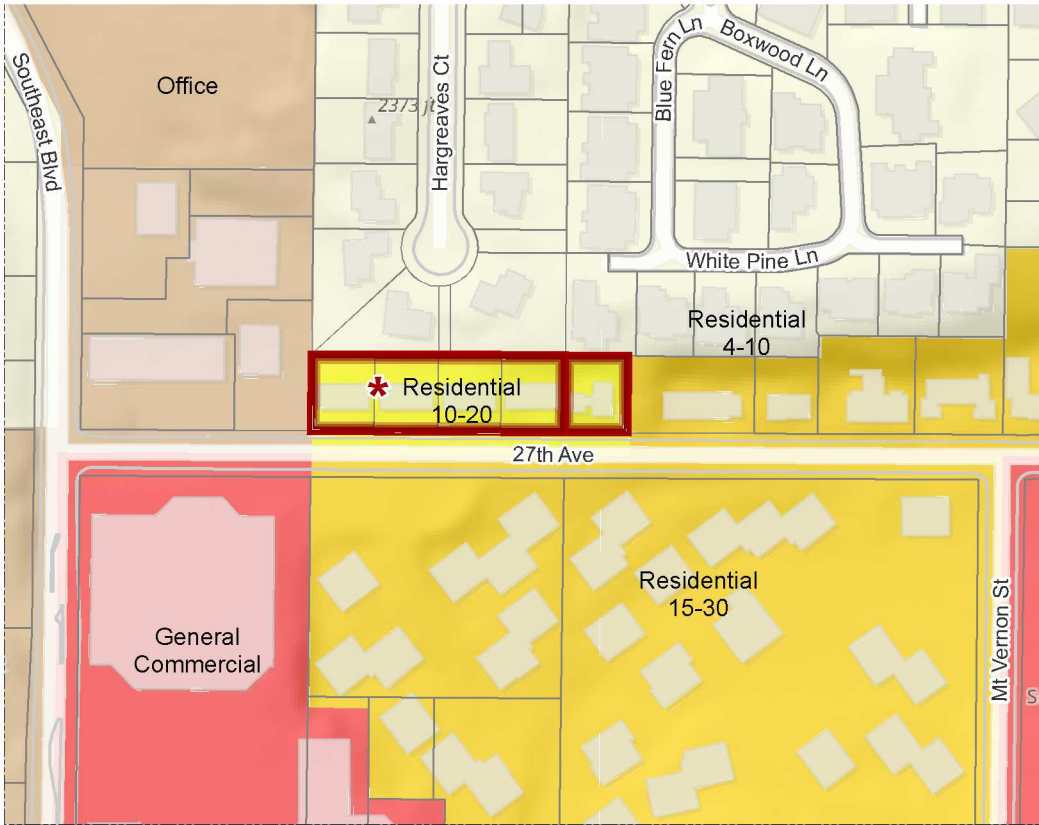 Southeast Blvd
Office
2373 ft
Hargreaves Ct
Blue Fern Ln
Boxwood Ln
White Pine Ln
Residential
4-10
*
Residential
10-20
27th Ave
General
Commercial
Residential
15-30
Mt Vernon St
S